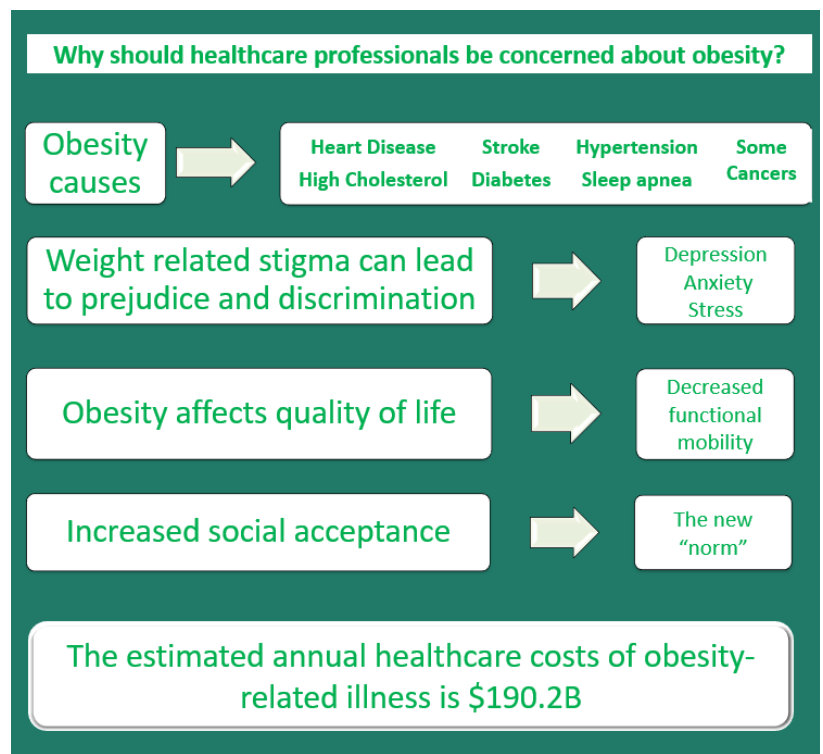 Why should healthcare professionals be concerned about obesity?
Obesity
causes
Heart Disease
High Cholesterol
Stroke
Diabetes
Hypertension
Sleep apnea
Some
Cancers
Weight related stigma can lead
to prejudice and discrimination
Depression
Anxiety
Stress
Obesity affects quality of life
Decreased
functional
mobility
Increased social acceptance
The new
“norm”
The estimated annual healthcare costs of obesity-
related illness is $190.2B